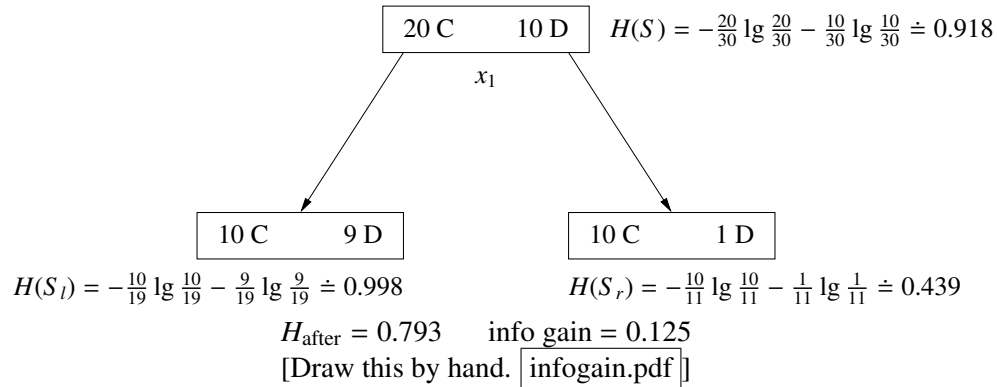 20 C 10 D H(S) = −20/30 lg 20/30 − 10/30 lg 10/30 ≐ 0.918
x₁
10 C 9 D 10 C 1 D
H(Sₗ) = −10/19 lg 10/19 − 9/19 lg 9/19 ≐ 0.998 H(Sᵣ) = −10/11 lg 10/11 − 1/11 lg 1/11 ≐ 0.439
H_after = 0.793 info gain = 0.125
[Draw this by hand. infogain.pdf ]